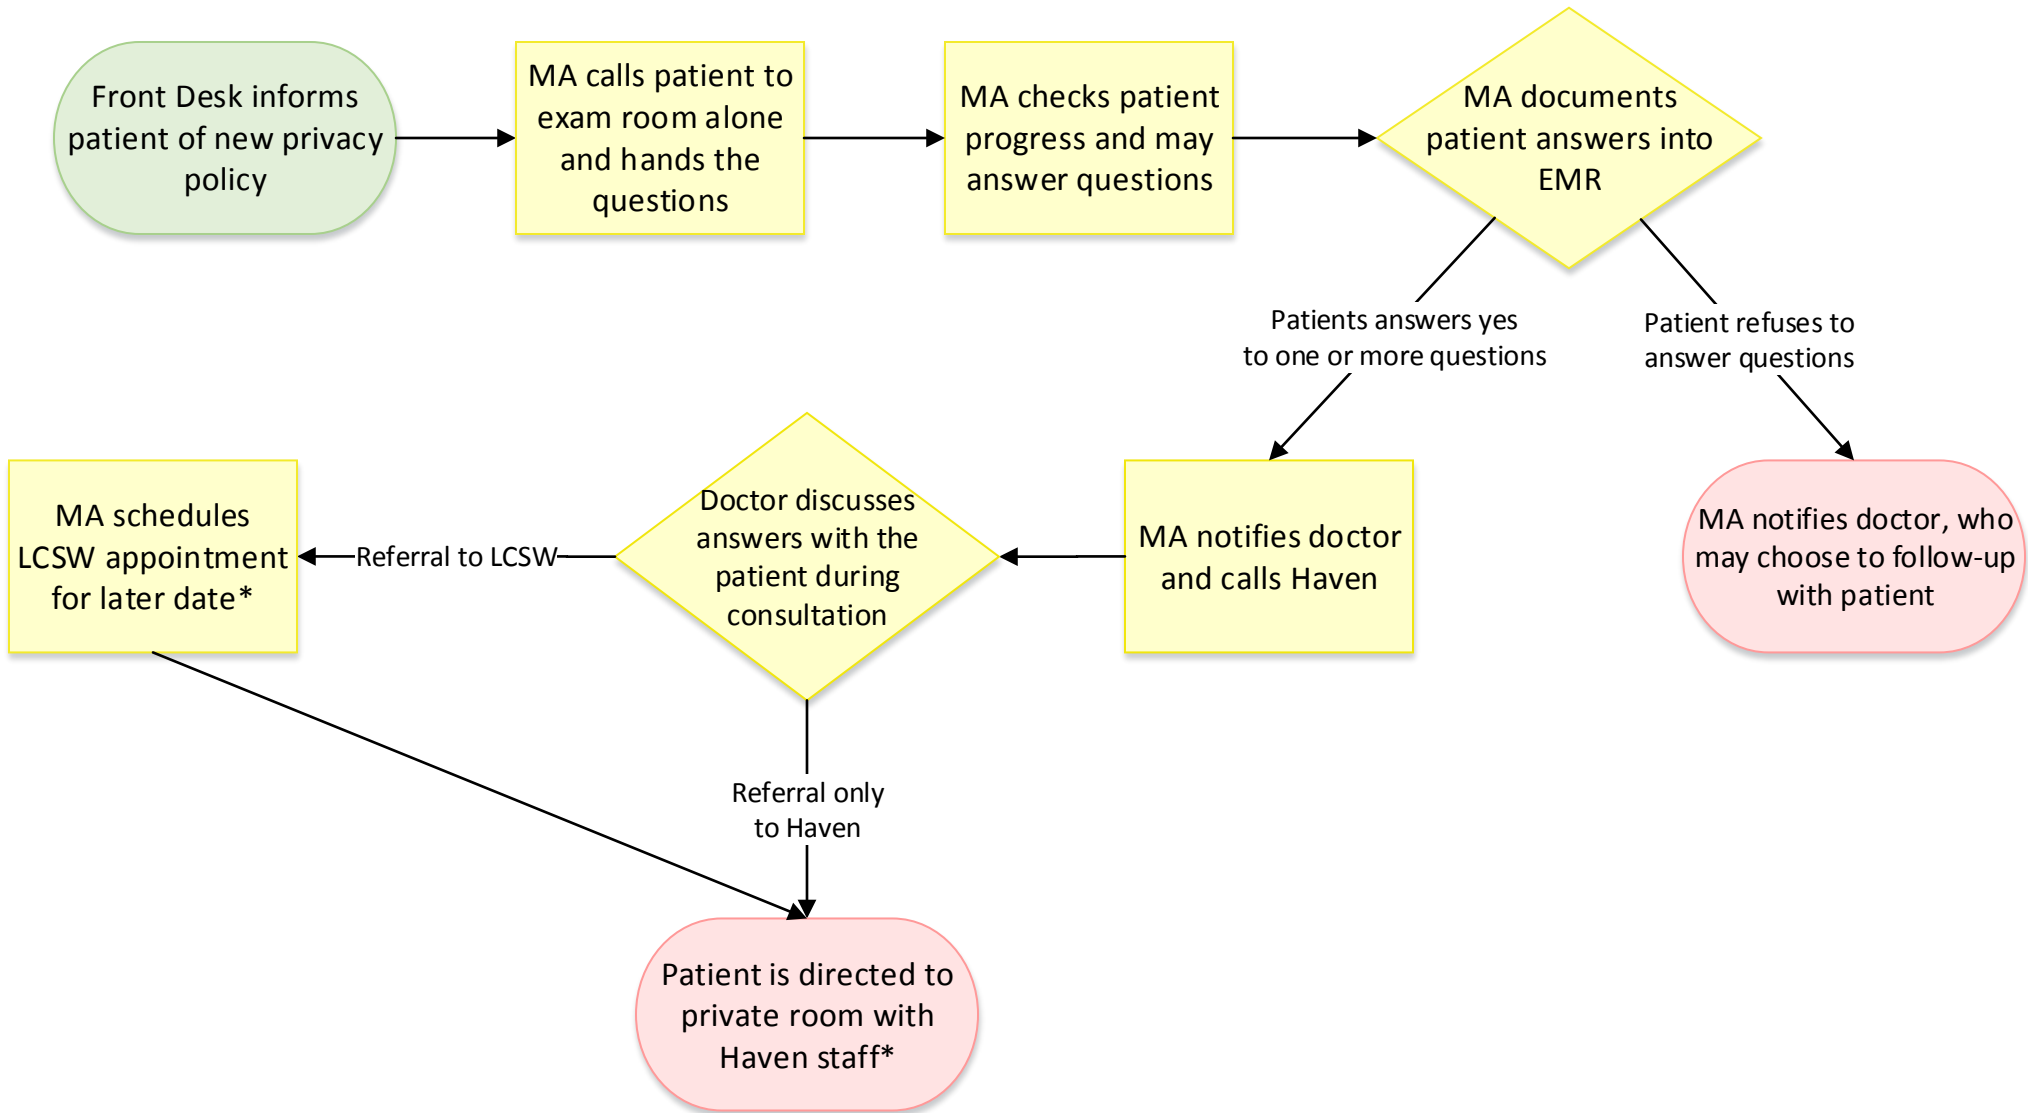 Front Desk informs
patient of new privacy
policy
MA calls patient to
exam room alone
and hands the
questions
MA checks patient
progress and may
answer questions
MA documents
patient answers into
EMR
Patients answers yes
to one or more questions
Patient refuses to
answer questions
MA schedules
LCSW appointment
for later date*
Referral to LCSW
Doctor discusses
answers with the
patient during
consultation
MA notifies doctor
and calls Haven
MA notifies doctor, who
may choose to follow-up
with patient
Referral only
to Haven
Patient is directed to
private room with
Haven staff*